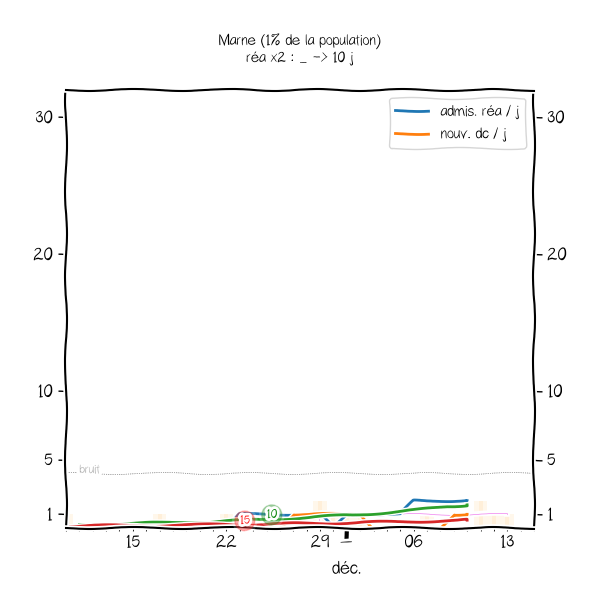 Marne (1% de la population)
réa x2 : _ -> 10 j
admis. réa / j
nouv. dc / j
30
30
20
20
10
10
5
5
bruit
1
1
15
10
15
22
29
06
13
déc.